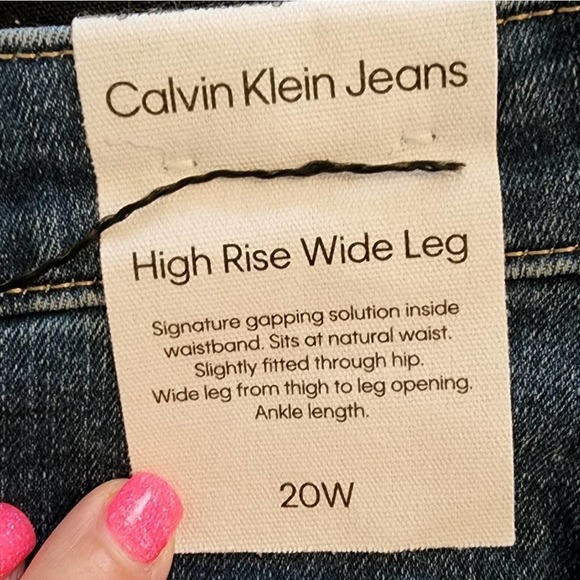 Calvin Klein Jeans
High Rise Wide Leg
Signature gapping solution inside
waistband. Sits at natural waist.
Slightly fitted through hip.
Wide leg from thigh to leg opening.
Ankle length.
20W